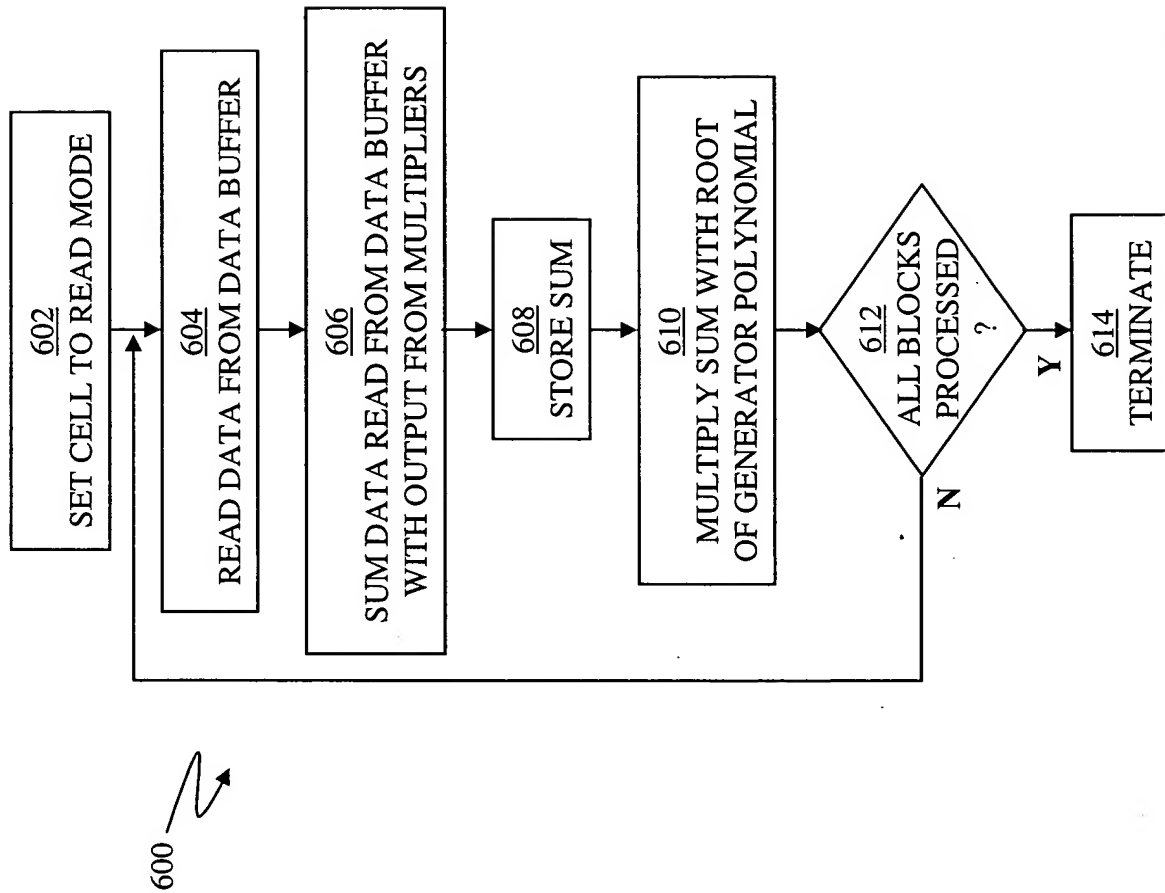 600
602
SET CELL TO READ MODE
604
READ DATA FROM DATA BUFFER
606
SUM DATA READ FROM DATA BUFFER
WITH OUTPUT FROM MULTIPLIERS
608
STORE SUM
610
MULTIPLY SUM WITH ROOT
OF GENERATOR POLYNOMIAL
612
ALL BLOCKS
PROCESSED
?
N
Y
614
TERMINATE